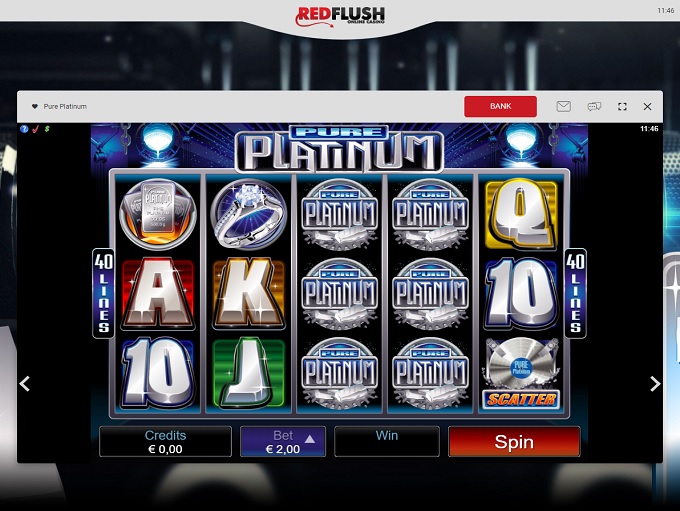 REDFLUSH
ONLINE CASINO
11:46
Pure Platinum
BANK
11:46
PURE
PLATINUM
PURE
PLATINUM
PURE
PLATINUM
PURE
PLATINUM
Q
40
LINES
A
K
PURE
PLATINUM
PURE
PLATINUM
10
40
LINES
10
J
PURE
PLATINUM
PURE
PLATINUM
PURE
Platinum
SCATTER
Credits
€ 0,00
Bet
€ 2,00
Win
Spin